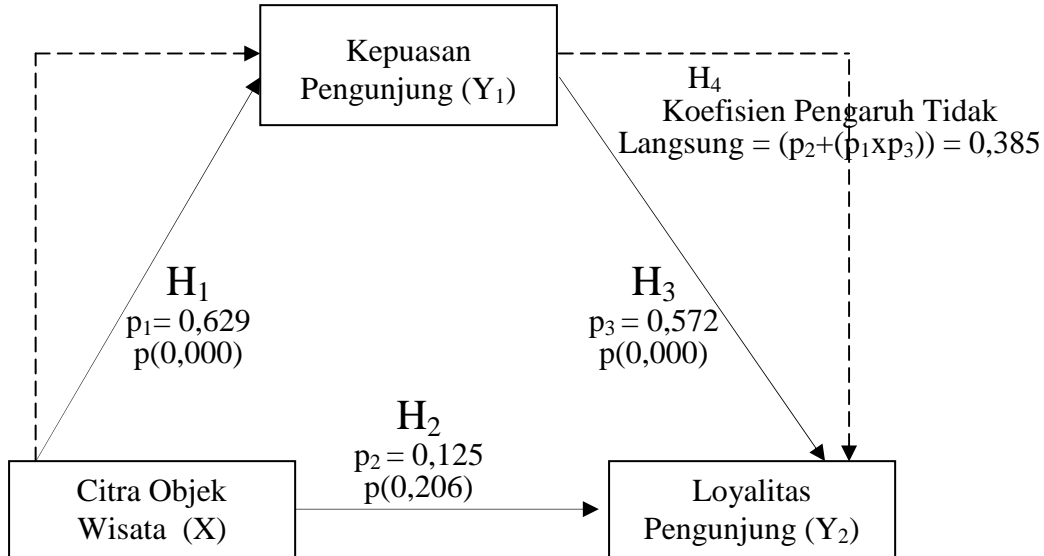 Kepuasan
Pengunjung (Y₁)
H₄
Koefisien Pengaruh Tidak
Langsung = (p₂+(p₁xp₃)) = 0,385
H₁
p₁= 0,629
p(0,000)
H₃
p₃ = 0,572
p(0,000)
H₂
p₂ = 0,125
p(0,206)
Citra Objek
Wisata (X)
Loyalitas
Pengunjung (Y₂)